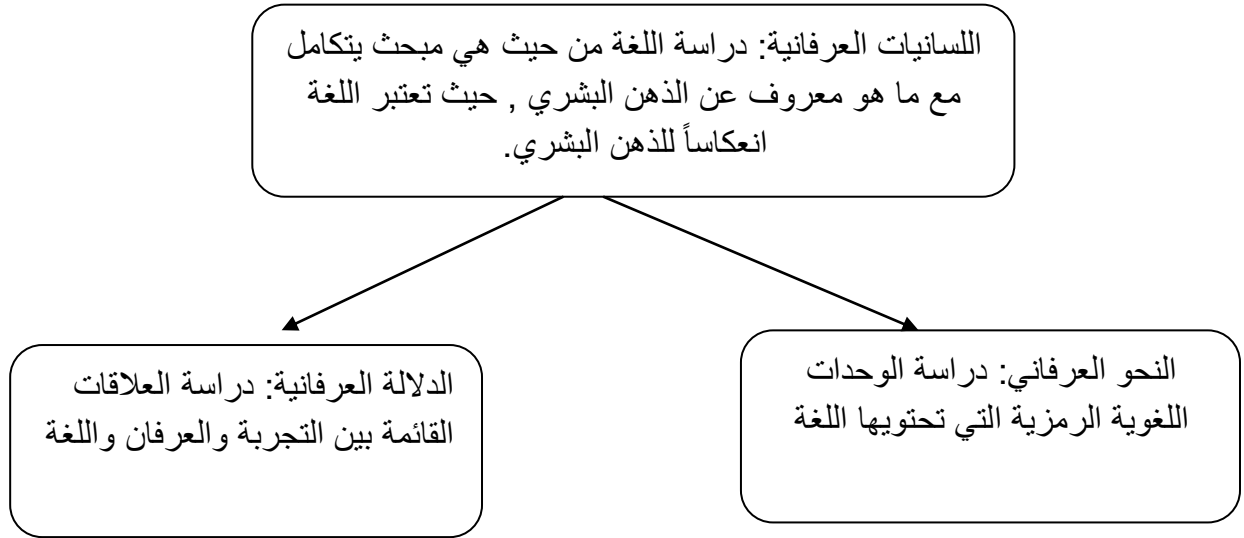 اللسانيات العرفانية: دراسة اللغة من حيث هي مبحث يتكامل
مع ما هو معروف عن الذهن البشري , حيث تعتبر اللغة
انعكاساً للذهن البشري.
النحو العرفاني: دراسة الوحدات
اللغوية الرمزية التي تحتويها اللغة
الدلالة العرفانية: دراسة العلاقات
القائمة بين التجربة والعرفان واللغة